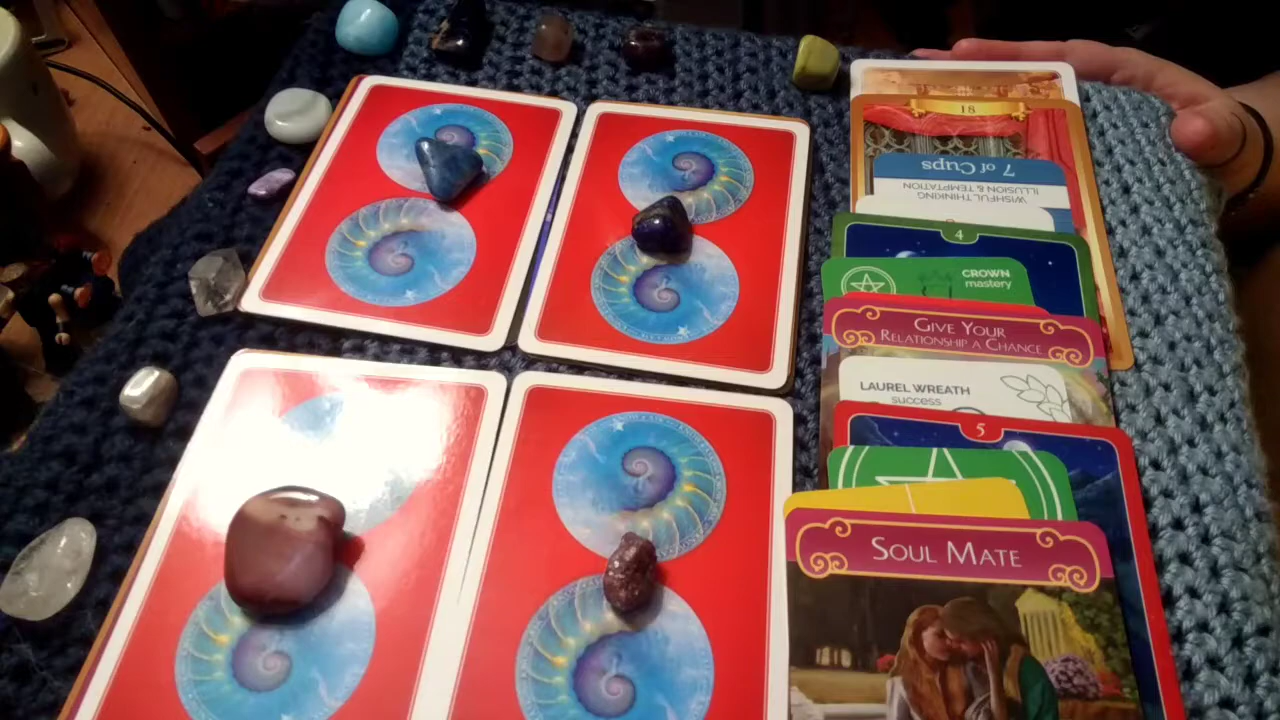 18
7 of Cups
WISHFUL THINKING
ILLUSION & TEMPTATION
4
CROWN
mastery
GIVE YOUR
RELATIONSHIP A CHANCE
LAUREL WREATH
success
5
SOUL MATE